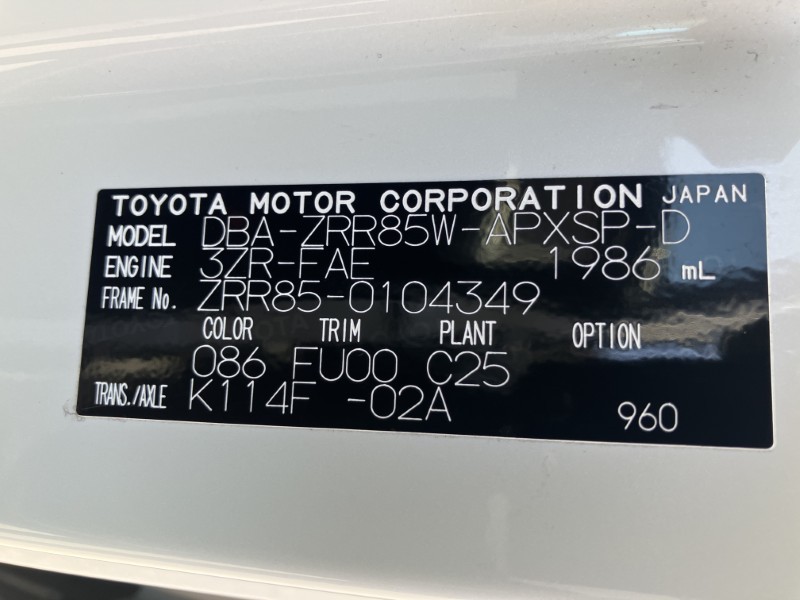 TOYOTA MOTOR CORPORATION JAPAN
MODEL DBA-ZRR85W-APXSP-D
ENGINE 3ZR-FAE 1986 mL
FRAME No. ZRR85-0104349
COLOR TRIM PLANT OPTION
086 FU00 C25
TRANS./AXLE K114F -02A
960